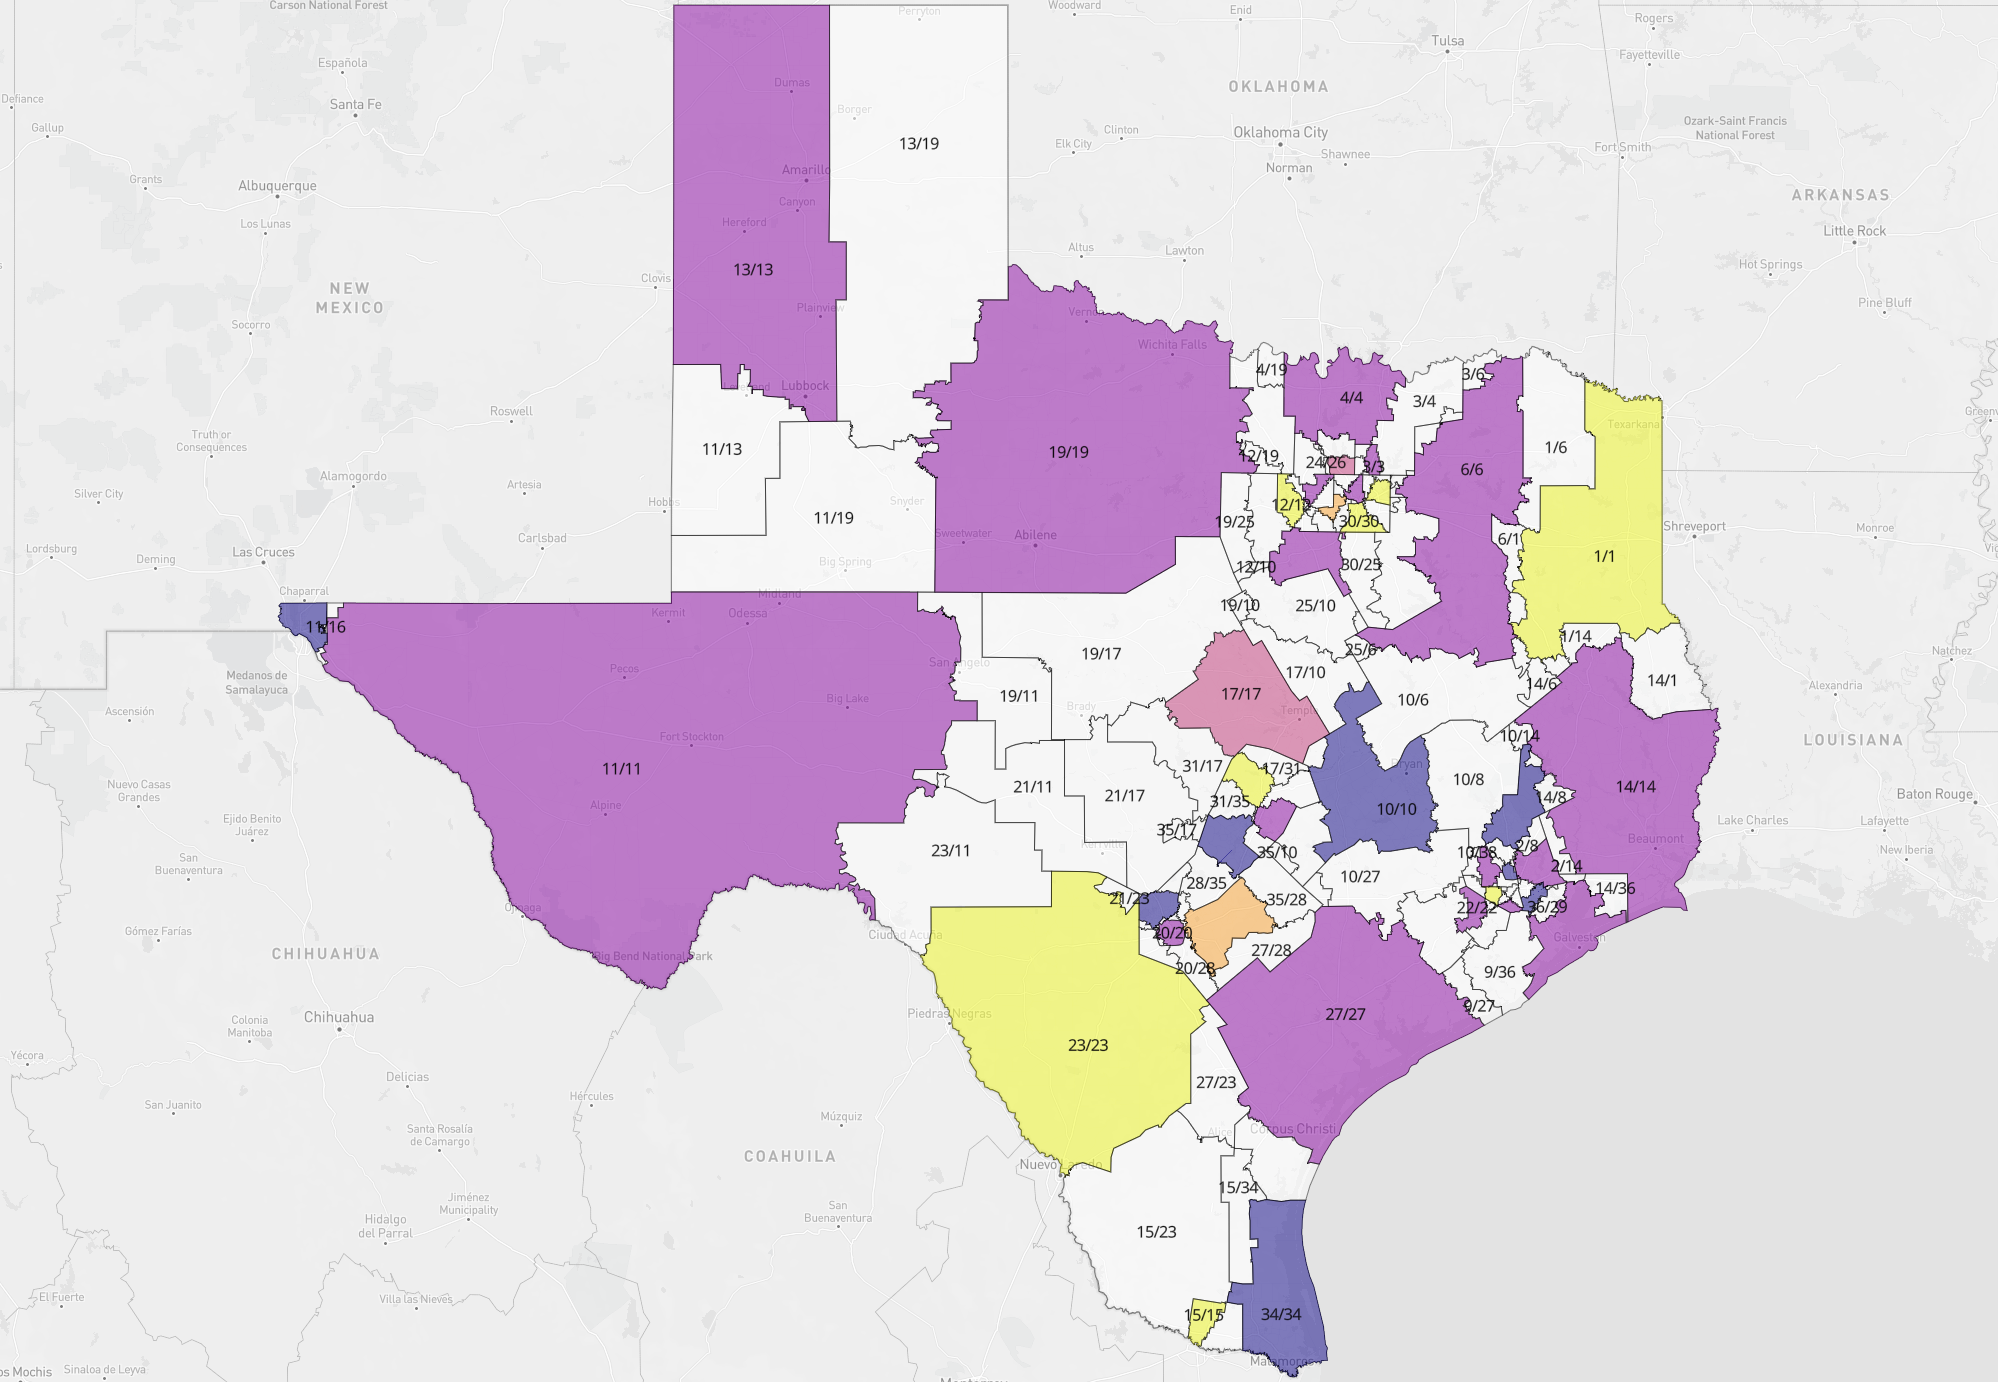 Carson National Forest
Perryton
Woodward
Enid
Rogers
Tulsa
Fayetteville
Española
Dumas
OKLAHOMA
Defiance
Santa Fe
Borger
Gallup
Clinton
Oklahoma City
Ozark-Saint Francis
National Forest
Elk City
Shawnee
Fort Smith
13/19
Norman
Amarillo
Grants
Albuquerque
ARKANSAS
Canyon
Los Lunas
Hereford
Little Rock
Altus
Lawton
Hot Springs
13/13
Clovis
NEW
MEXICO
Plainview
Pine Bluff
Vernon
Socorro
Wichita Falls
4/19
3/6
Lubbock
4/4
3/4
Roswell
Texarkana
Truth or
Consequences
11/13
19/19
12/19
24/26
3/3
6/6
1/6
Alamogordo
Artesia
Silver City
Hobbs
Snyder
12/12
11/19
19/25
30/30
Shreveport
Monroe
Sweetwater
Abilene
6/1
Carlsbad
Lordsburg
Deming
Las Cruces
1/1
Big Spring
12/10
30/25
Chaparral
Midland
Kermit
Odessa
19/10
25/10
11/16
1/14
San Angelo
19/17
25/6
Natchez
Medanos de
Samalayuca
Pecos
17/10
14/6
14/1
Alexandria
19/11
17/17
10/6
Big Lake
Brady
Temple
Ascensión
Fort Stockton
10/14
LOUISIANA
11/11
31/17
17/31
Bryan
Nuevo Casas
Grandes
21/11
21/17
10/8
14/14
14/8
Baton Rouge
31/35
10/10
Alpine
Ejido Benito
Juárez
35/17
Lake Charles
Lafayette
Beaumont
23/11
Kerrville
35/10
2/8
New Iberia
San
Buenaventura
2/14
10/27
28/35
14/36
21/23
35/28
Ojinaga
22/22
36/29
Gómez Farías
Ciudad Acuña
20/20
Galveston
CHIHUAHUA
Big Bend National Park
27/28
20/28
9/36
9/27
Chihuahua
Colonia
Manitoba
Piedras Negras
27/27
23/23
Yécora
Delicias
27/23
San Juanito
Hércules
Múzquiz
Santa Rosalía
de Camargo
Alice
Corpus Christi
COAHUILA
Nuevo Laredo
Jiménez
Municipality
15/34
San
Buenaventura
Hidalgo
del Parral
15/23
El Fuerte
Villa las Nieves
15/15
34/34
Matamoros
os Mochis
Sinaloa de Leyva